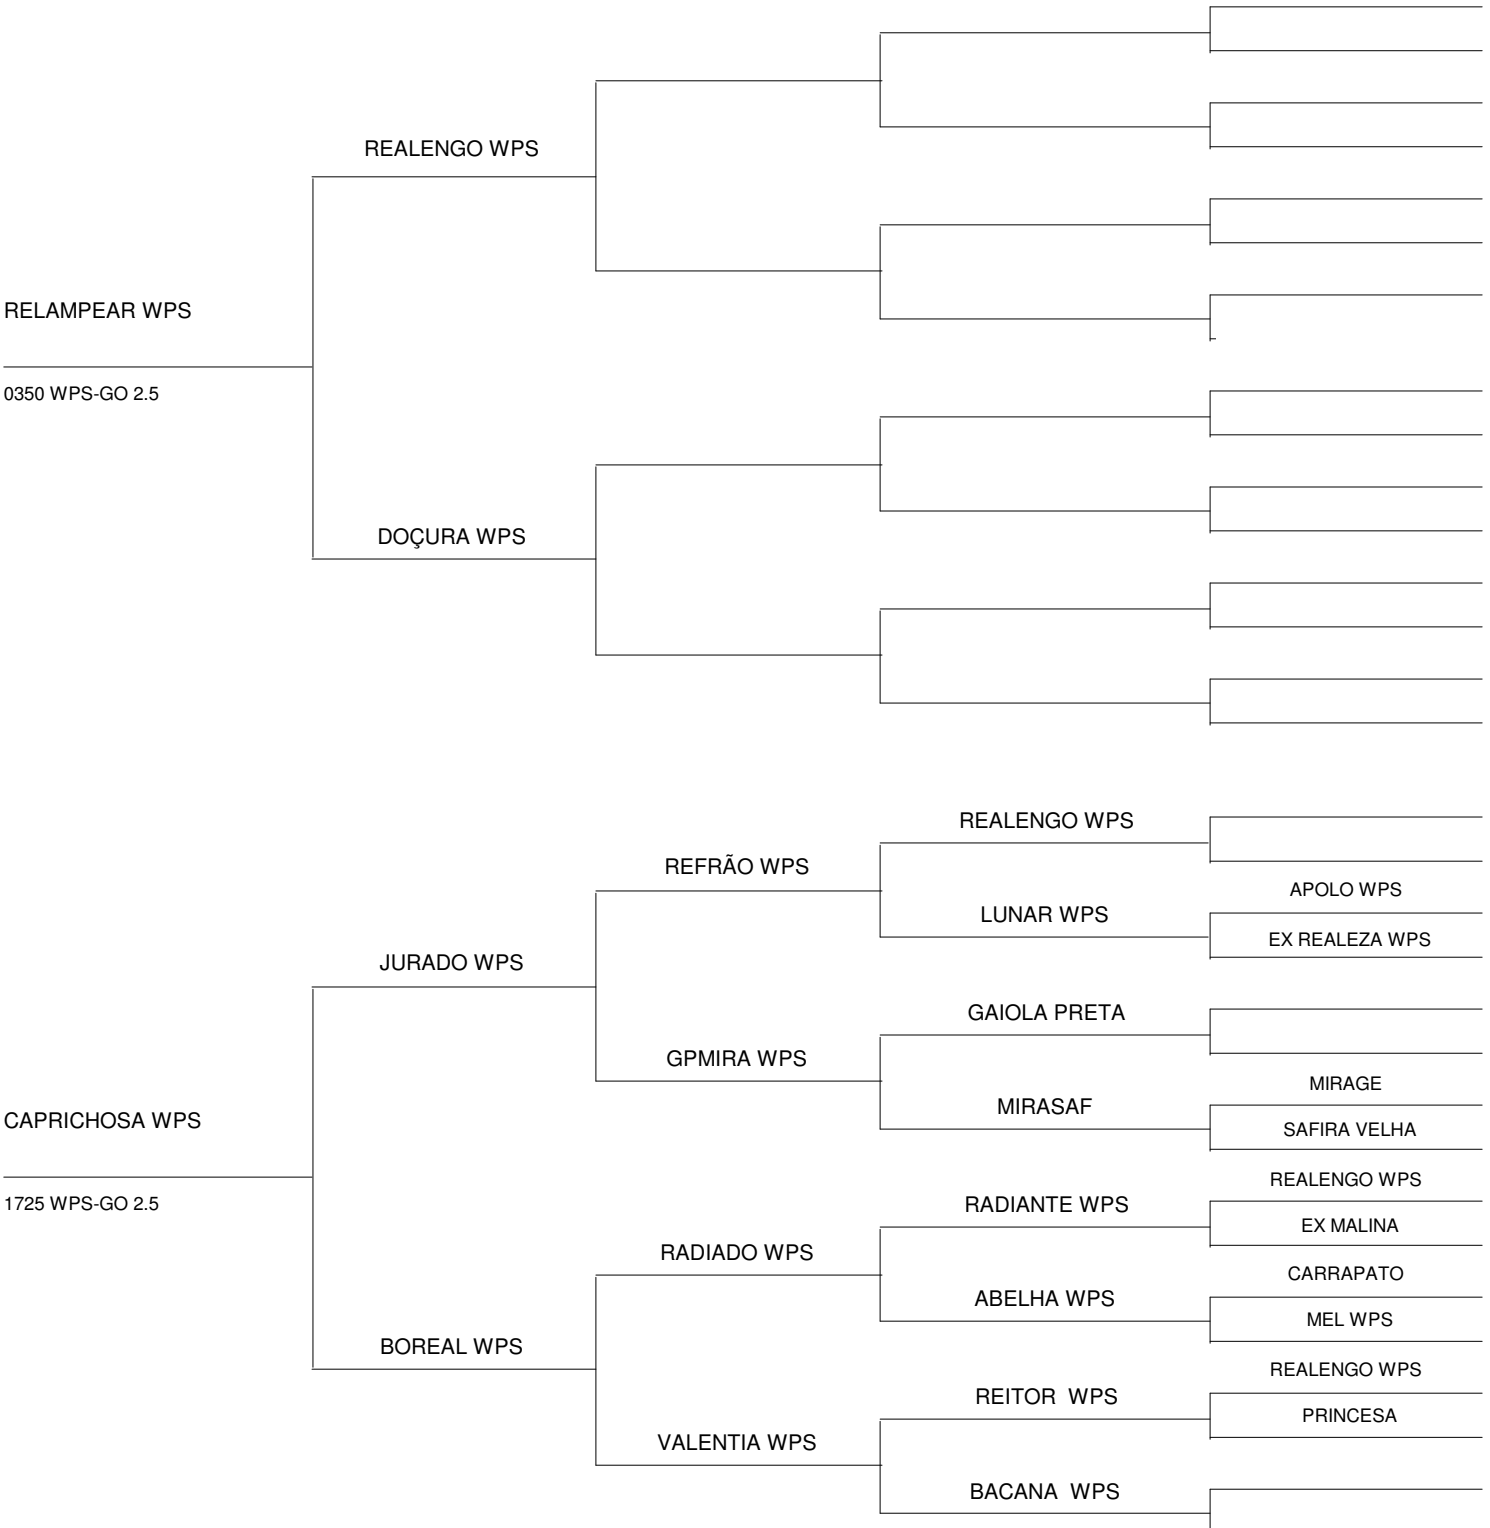 REALENGO WPS
RELAMPEAR WPS
0350 WPS-GO 2.5
DOÇURA WPS
REALENGO WPS
REFRÃO WPS
APOLO WPS
LUNAR WPS
EX REALEZA WPS
JURADO WPS
GAIOLA PRETA
GPMIRA WPS
MIRAGE
MIRASAF
CAPRICHOSA WPS
SAFIRA VELHA
REALENGO WPS
1725 WPS-GO 2.5
RADIANTE WPS
EX MALINA
RADIADO WPS
CARRAPATO
ABELHA WPS
MEL WPS
BOREAL WPS
REALENGO WPS
REITOR  WPS
PRINCESA
VALENTIA WPS
BACANA  WPS